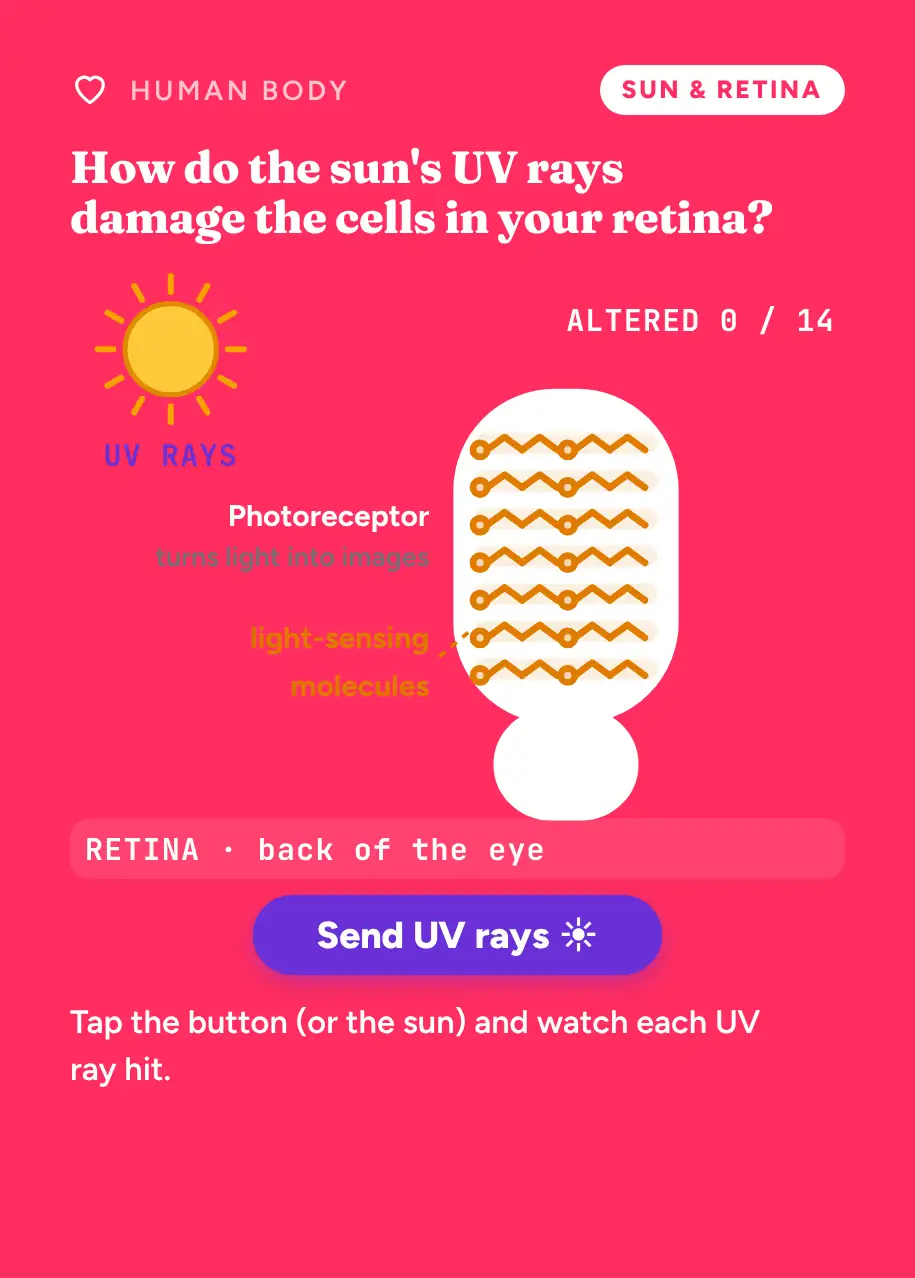 HUMAN BODY
SUN & RETINA
How do the sun's UV rays
damage the cells in your retina?
ALTERED 0 / 14
UV RAYS
Photoreceptor
turns light into images
light-sensing
molecules
RETINA · back of the eye
Send UV rays ☀
Tap the button (or the sun) and watch each UV
ray hit.